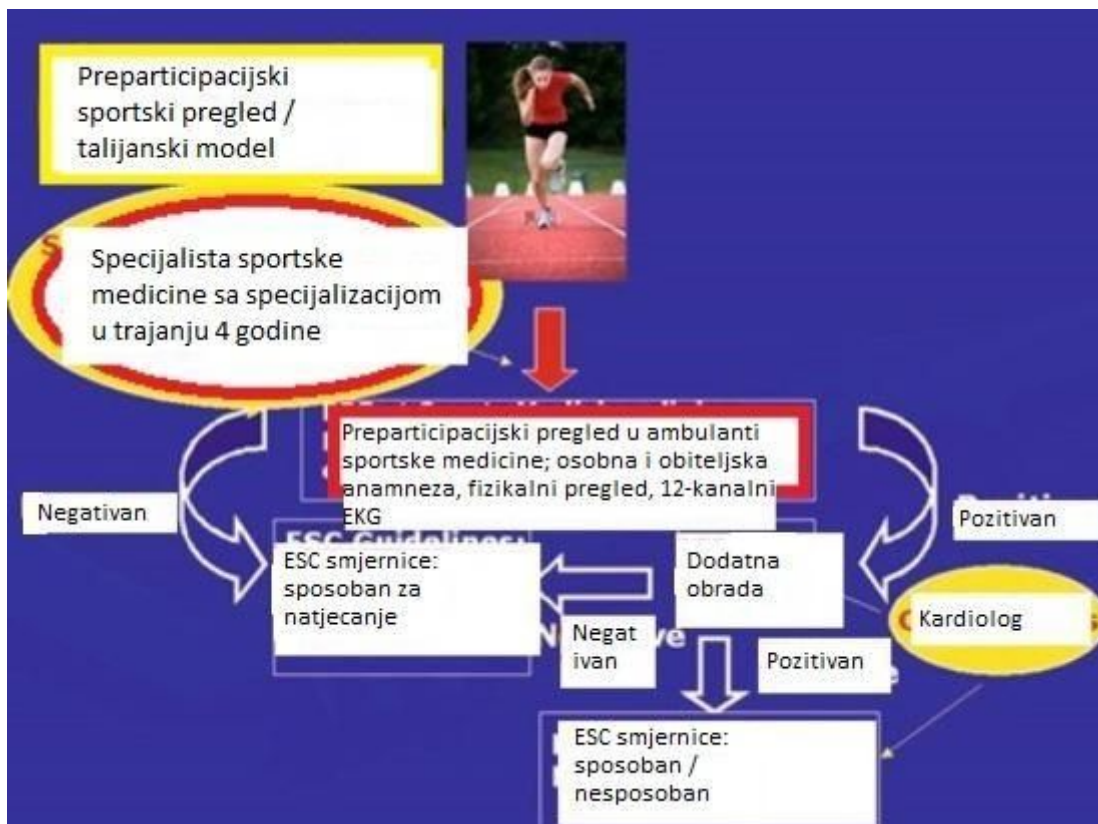 Preparticipacijski
sportski pregled /
talijanski model
Specijalista sportske
medicine sa specijalizacijom
u trajanju 4 godine
Preparticipacijski pregled u ambulanti
sportske medicine; osobna i obiteljska
anamneza, fizikalni pregled, 12-kanalni
EKG
Negativan
Pozitivan
ESC smjernice:
sposoban za
natjecanje
Dodatna
obrada
Kardiolog
Negat
ivan
Pozitivan
ESC smjernice:
sposoban /
nesposoban